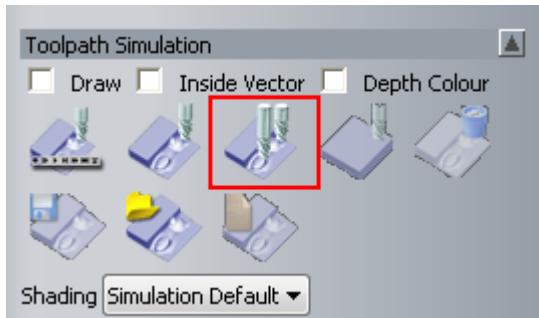 Toolpath Simulation
Draw Inside Vector Depth Colour
Shading Simulation Default